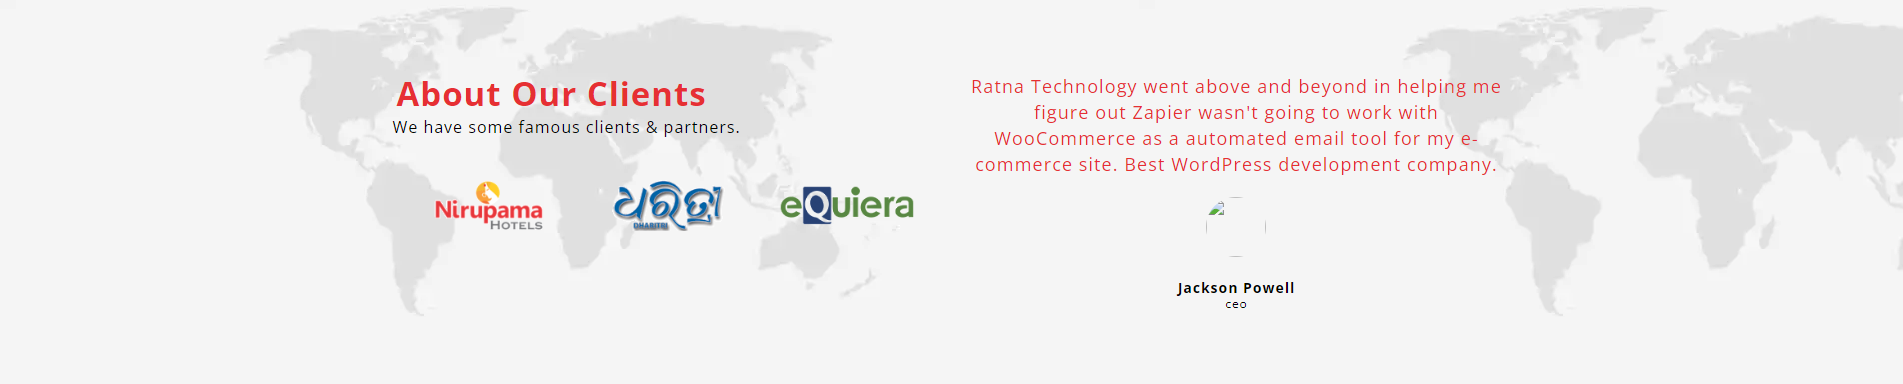 About Our Clients
We have some famous clients & partners.
Nirupama
HOTELS
ଧରିତ୍ରୀ
DHARITRI
eQuiera
Ratna Technology went above and beyond in helping me
figure out Zapier wasn't going to work with
WooCommerce as a automated email tool for my e-
commerce site. Best WordPress development company.
Jackson Powell
ceo